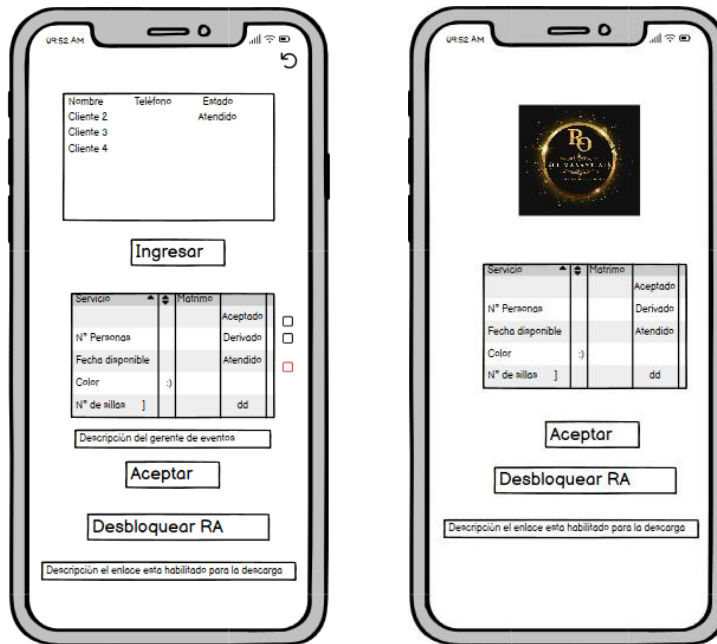 09:52 AM
Nombre Teléfono Estado
Cliente 2 Atendido
Cliente 3
Cliente 4
Ingresar
Servicio Matrimo
Aceptado
N° Personas Derivado
Fecha disponible Atendido
Color :)
N° de sillas ] dd
Descripción del gerente de eventos
Aceptar
Desbloquear RA
Descripción el enlace esta habilitado para la descarga
09:52 AM
RO
Servicio Matrimo
Aceptado
N° Personas Derivado
Fecha disponible Atendido
Color :)
N° de sillas ] dd
Aceptar
Desbloquear RA
Descripción el enlace esta habilitado para la descarga